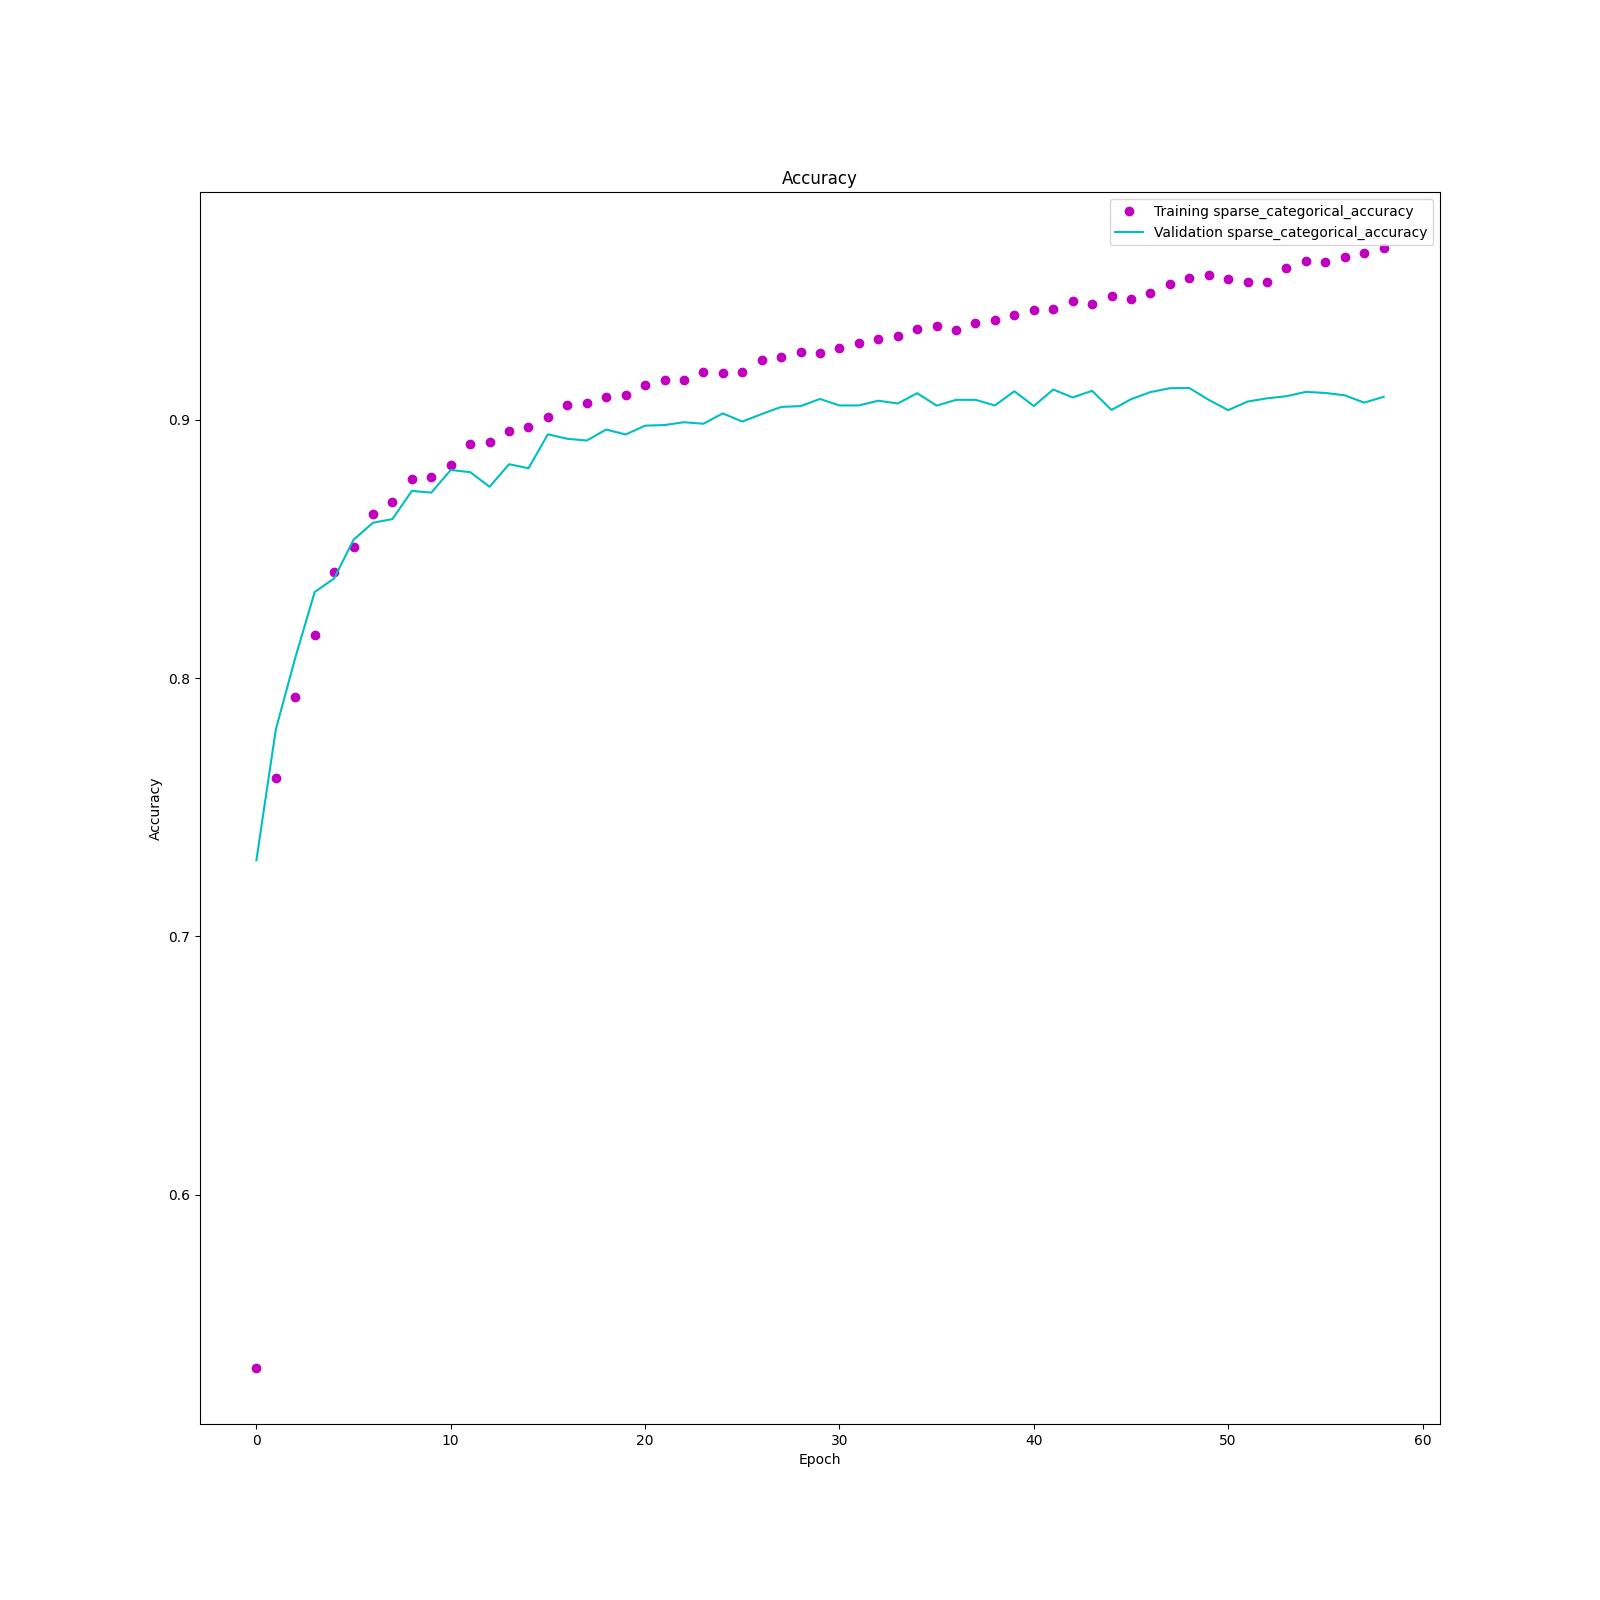 Accuracy
Training sparse_categorical_accuracy
Validation sparse_categorical_accuracy
0.9
0.8
0.7
0.6
Accuracy
0 10 20 30 40 50 60
Epoch